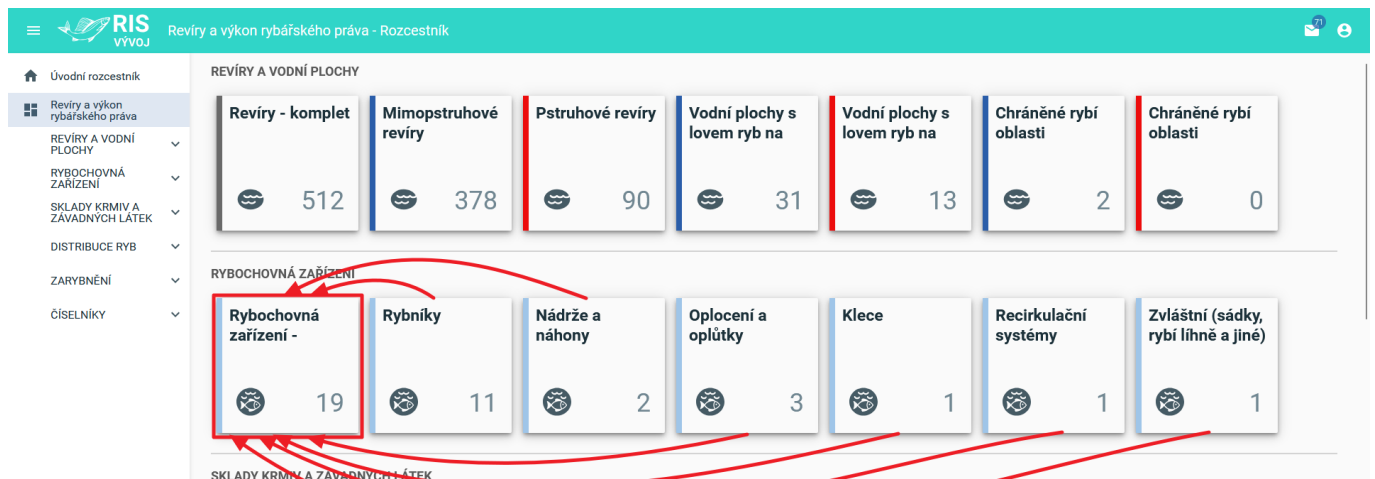 RIS
VÝVOJ
Revíry a výkon rybářského práva - Rozcestník
71
Úvodní rozcestník
Revíry a výkon
rybářského práva
REVÍRY A VODNÍ
PLOCHY
RYBOCHOVNÁ
ZAŘÍZENÍ
SKLADY KRMIV A
ZÁVADNÝCH LÁTEK
DISTRIBUCE RYB
ZARYBNĚNÍ
ČÍSELNÍKY
REVÍRY A VODNÍ PLOCHY
Revíry - komplet
512
Mimopstruhové
revíry
378
Pstruhové revíry
90
Vodní plochy s
lovem ryb na
31
Vodní plochy s
lovem ryb na
13
Chráněné rybí
oblasti
2
Chráněné rybí
oblasti
0
RYBOCHOVNÁ ZAŘÍZENÍ
Rybochovná
zařízení -
19
Rybníky
11
Nádrže a
náhony
2
Oplocení a
oplůtky
3
Klece
1
Recirkulační
systémy
1
Zvláštní (sádky,
rybí líhně a jiné)
1
SKLADY KRMIV A ZÁVADNÝCH LÁTEK